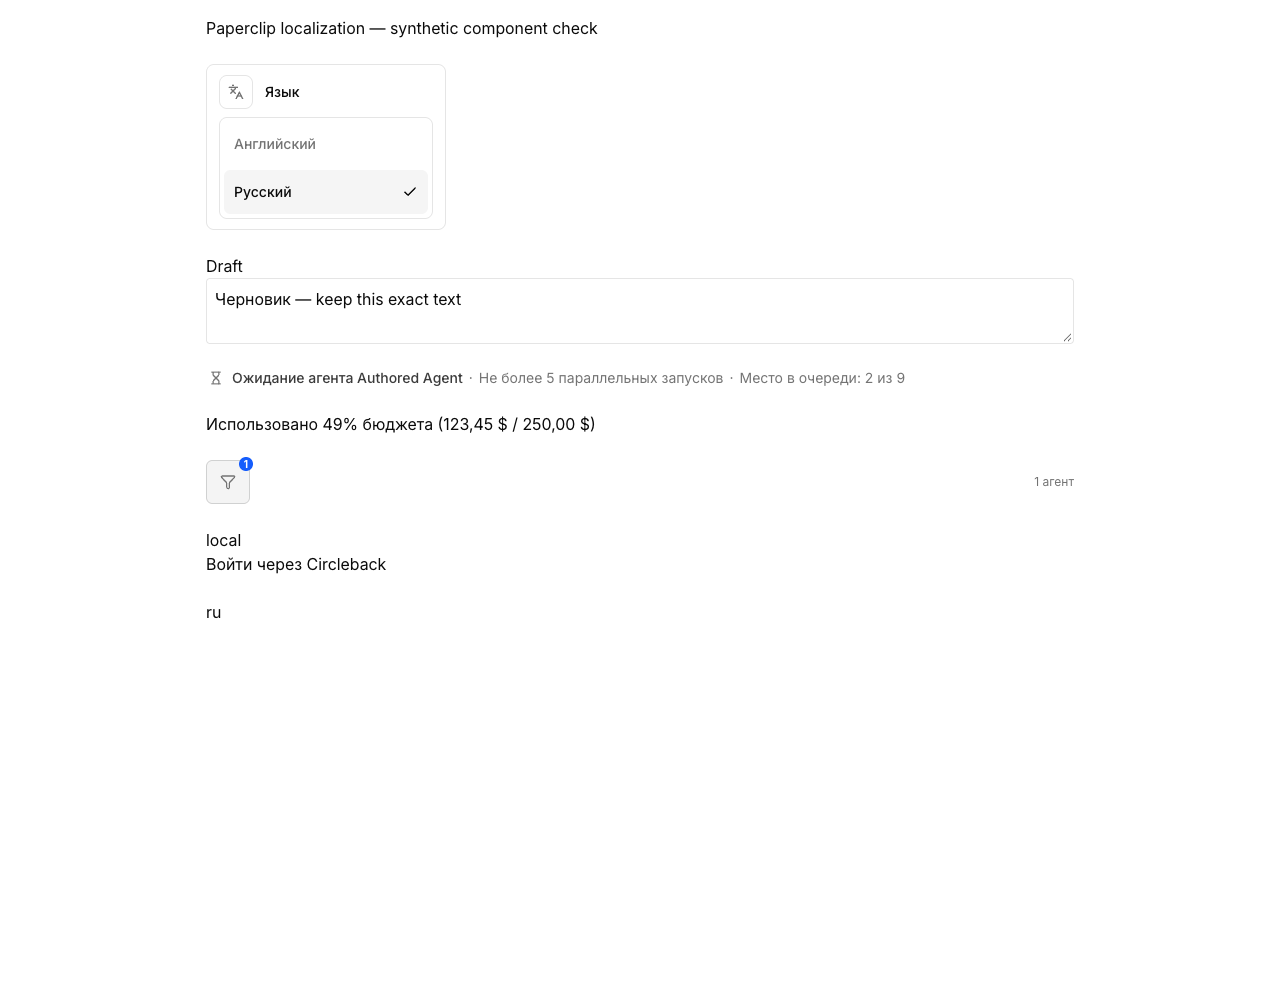 Paperclip localization — synthetic component check
Язык
Английский
Русский
Draft
Черновик — keep this exact text
Ожидание агента Authored Agent · Не более 5 параллельных запусков · Место в очереди: 2 из 9
Использовано 49% бюджета (123,45 $ / 250,00 $)
1
1 агент
local
Войти через Circleback
ru